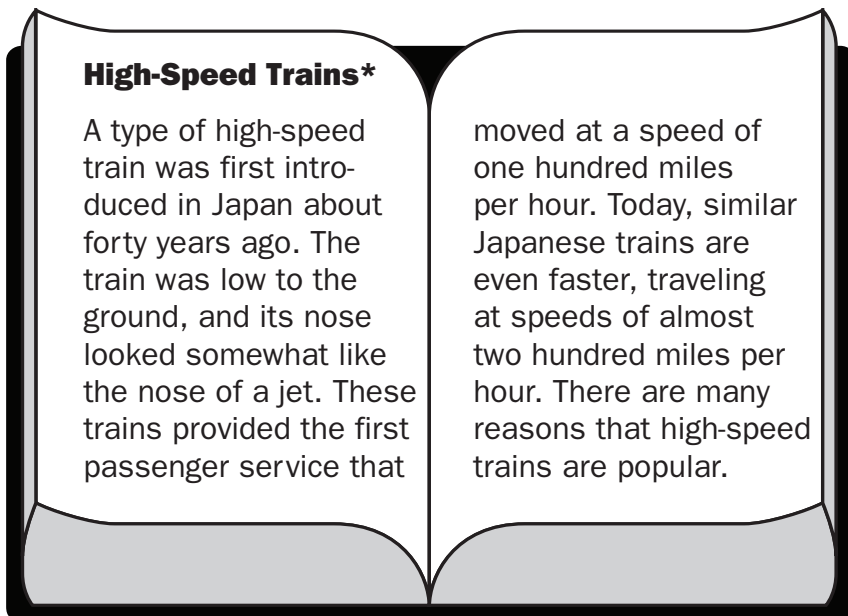 High-Speed Trains*
A type of high-speed
train was first intro-
duced in Japan about
forty years ago. The
train was low to the
ground, and its nose
looked somewhat like
the nose of a jet. These
trains provided the first
passenger service that
moved at a speed of
one hundred miles
per hour. Today, similar
Japanese trains are
even faster, traveling
at speeds of almost
two hundred miles per
hour. There are many
reasons that high-speed
trains are popular.